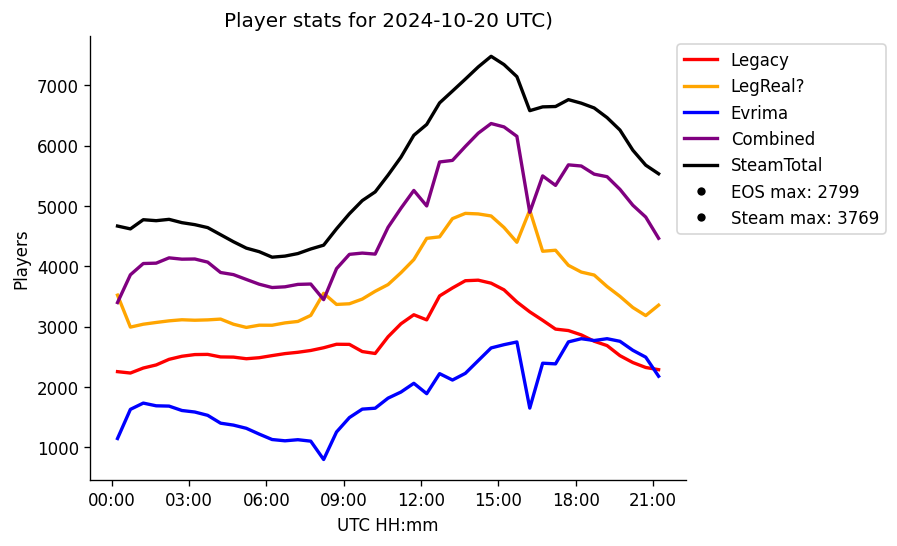 Player stats for 2024-10-20 UTC)
Legacy
LegReal?
Evrima
Combined
SteamTotal
EOS max: 2799
Steam max: 3769
Players
7000
6000
5000
4000
3000
2000
1000
00:00 03:00 06:00 09:00 12:00 15:00 18:00 21:00
UTC HH:mm